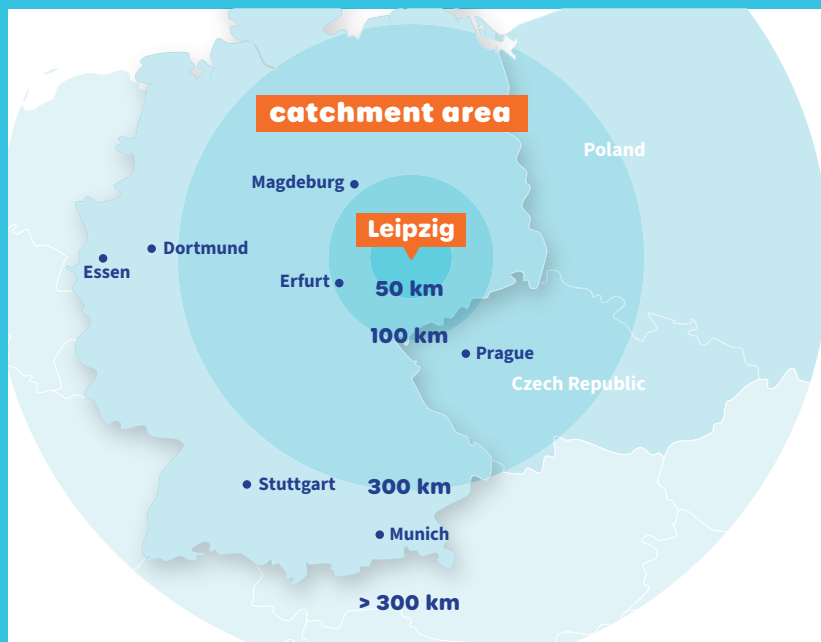 catchment area
Poland
Magdeburg
Leipzig
Dortmund
Essen
Erfurt
50 km
100 km
Prague
Czech Republic
Stuttgart
300 km
Munich
> 300 km